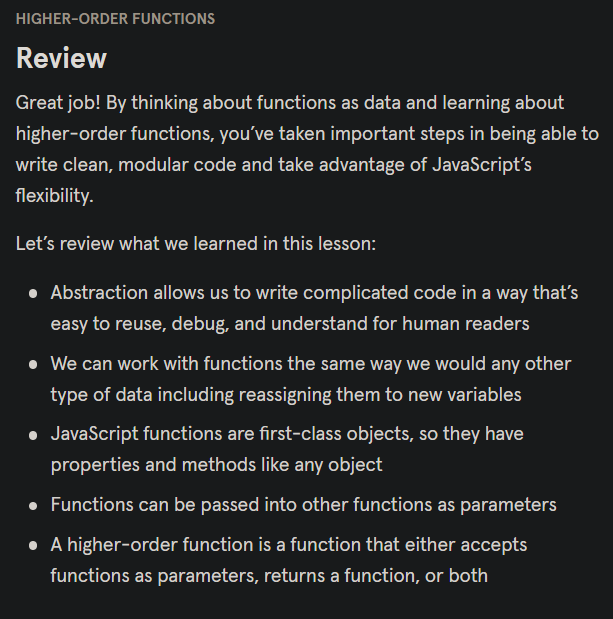 HIGHER-ORDER FUNCTIONS
Review
Great job! By thinking about functions as data and learning about
higher-order functions, you’ve taken important steps in being able to
write clean, modular code and take advantage of JavaScript’s
flexibility.
Let’s review what we learned in this lesson:
• Abstraction allows us to write complicated code in a way that’s
easy to reuse, debug, and understand for human readers
• We can work with functions the same way we would any other
type of data including reassigning them to new variables
• JavaScript functions are first-class objects, so they have
properties and methods like any object
• Functions can be passed into other functions as parameters
• A higher-order function is a function that either accepts
functions as parameters, returns a function, or both